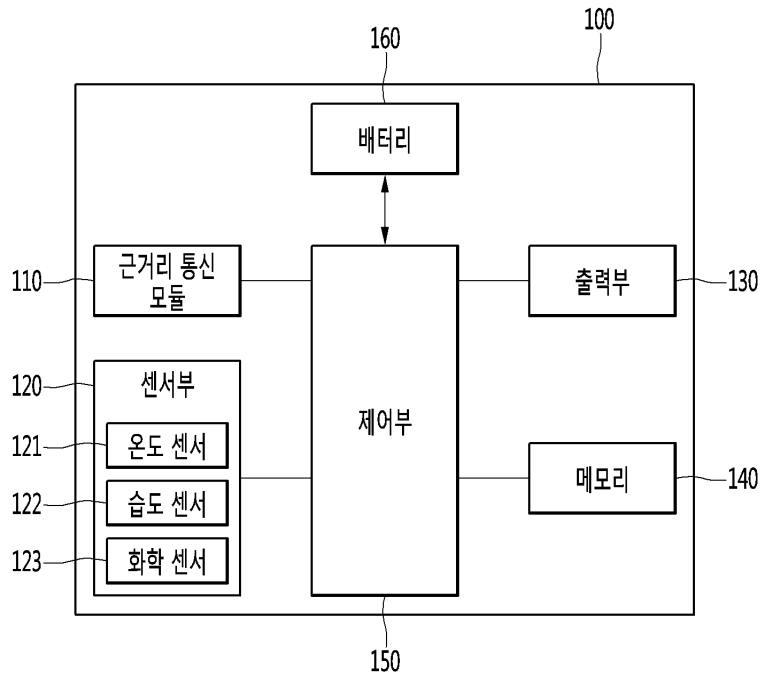 100
160
배터리
110
근거리 통신
모듈
출력부
130
120
센서부
121
온도 센서
122
습도 센서
123
화학 센서
제어부
메모리
140
150